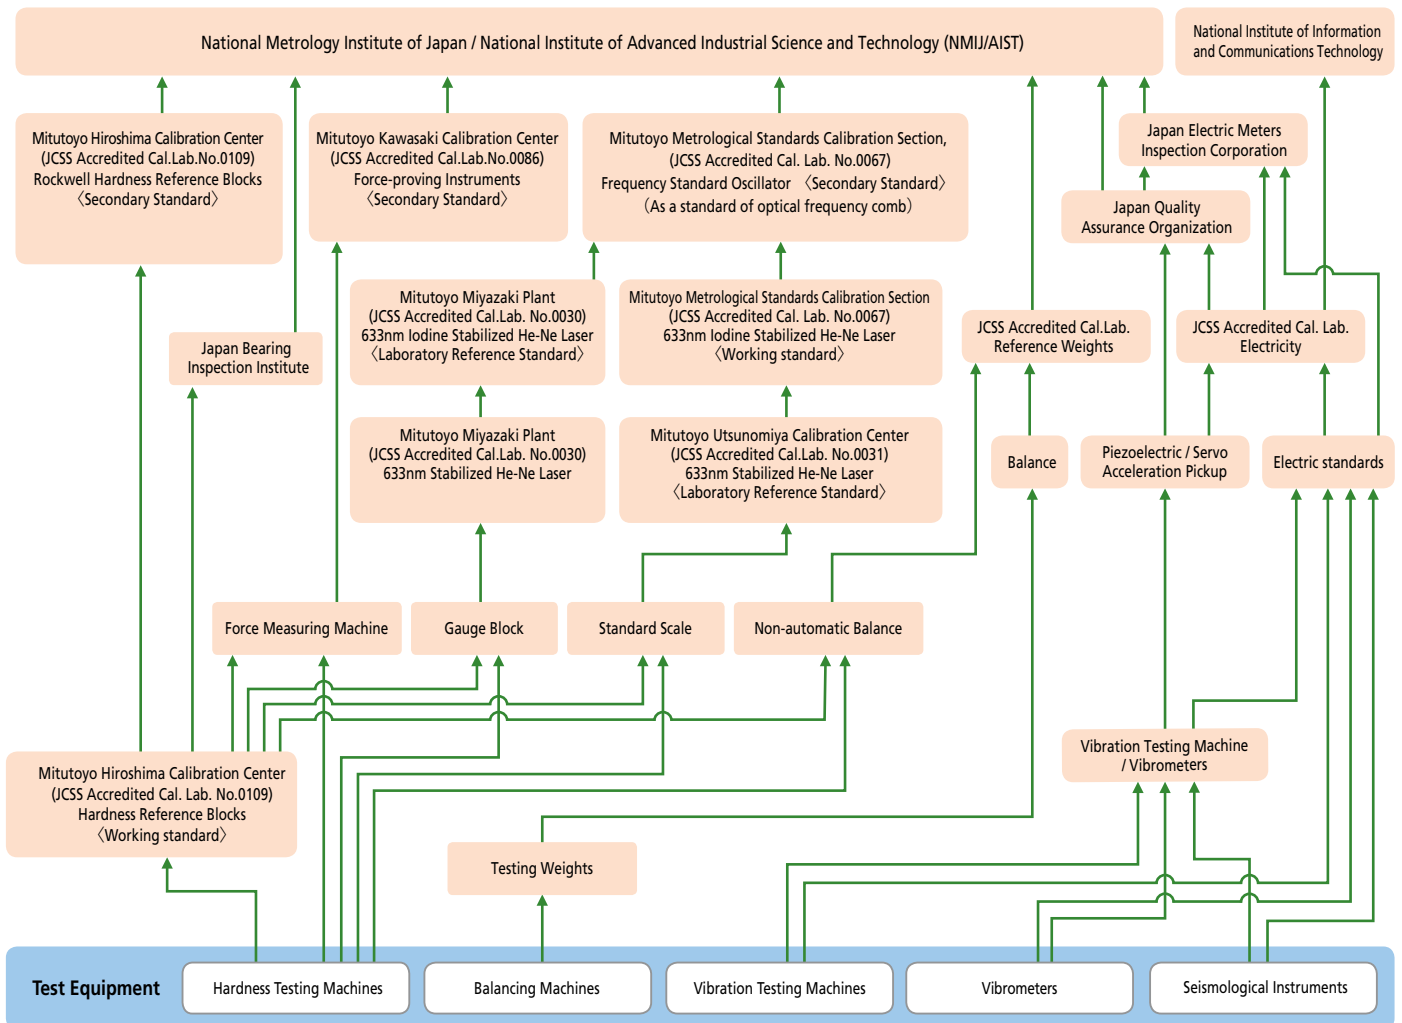 National Metrology Institute of Japan / National Institute of Advanced Industrial Science and Technology (NMIJ/AIST)
National Institute of Information
and Communications Technology
Mitutoyo Hiroshima Calibration Center
(JCSS Accredited Cal.Lab.No.0109)
Rockwell Hardness Reference Blocks
〈Secondary Standard〉
Mitutoyo Kawasaki Calibration Center
(JCSS Accredited Cal.Lab.No.0086)
Force-proving Instruments
〈Secondary Standard〉
Mitutoyo Metrological Standards Calibration Section,
(JCSS Accredited Cal. Lab. No.0067)
Frequency Standard Oscillator 〈Secondary Standard〉
(As a standard of optical frequency comb)
Japan Electric Meters
Inspection Corporation
Japan Quality
Assurance Organization
Mitutoyo Miyazaki Plant
(JCSS Accredited Cal.Lab. No.0030)
633nm Iodine Stabilized He-Ne Laser
〈Laboratory Reference Standard〉
Mitutoyo Metrological Standards Calibration Section
(JCSS Accredited Cal. Lab. No.0067)
633nm Iodine Stabilized He-Ne Laser
〈Working standard〉
Japan Bearing
Inspection Institute
JCSS Accredited Cal.Lab.
Reference Weights
JCSS Accredited Cal. Lab.
Electricity
Mitutoyo Miyazaki Plant
(JCSS Accredited Cal.Lab. No.0030)
633nm Stabilized He-Ne Laser
Mitutoyo Utsunomiya Calibration Center
(JCSS Accredited Cal.Lab. No.0031)
633nm Stabilized He-Ne Laser
〈Laboratory Reference Standard〉
Balance
Piezoelectric / Servo
Acceleration Pickup
Electric standards
Force Measuring Machine
Gauge Block
Standard Scale
Non-automatic Balance
Mitutoyo Hiroshima Calibration Center
(JCSS Accredited Cal. Lab. No.0109)
Hardness Reference Blocks
〈Working standard〉
Vibration Testing Machine
/ Vibrometers
Testing Weights
Test Equipment
Hardness Testing Machines
Balancing Machines
Vibration Testing Machines
Vibrometers
Seismological Instruments